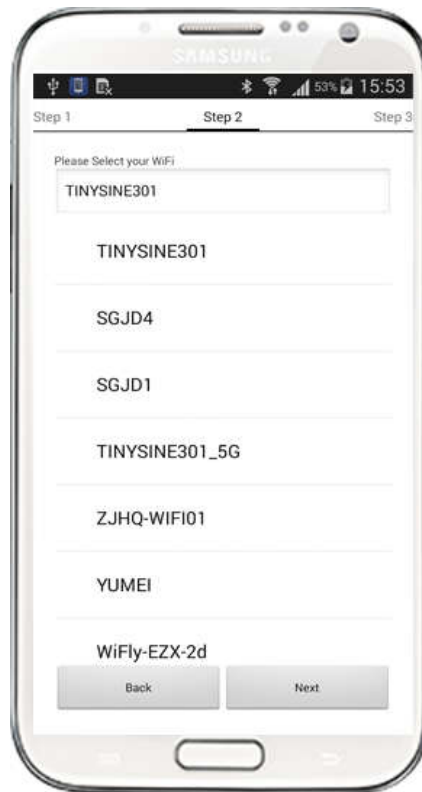 SAMSUNG
53% 15:53
Step 1 Step 2 Step 3
Please Select your WiFi
TINYSINE301
TINYSINE301
SGJD4
SGJD1
TINYSINE301_5G
ZJHQ-WIFI01
YUMEI
WiFly-EZX-2d
Back Next